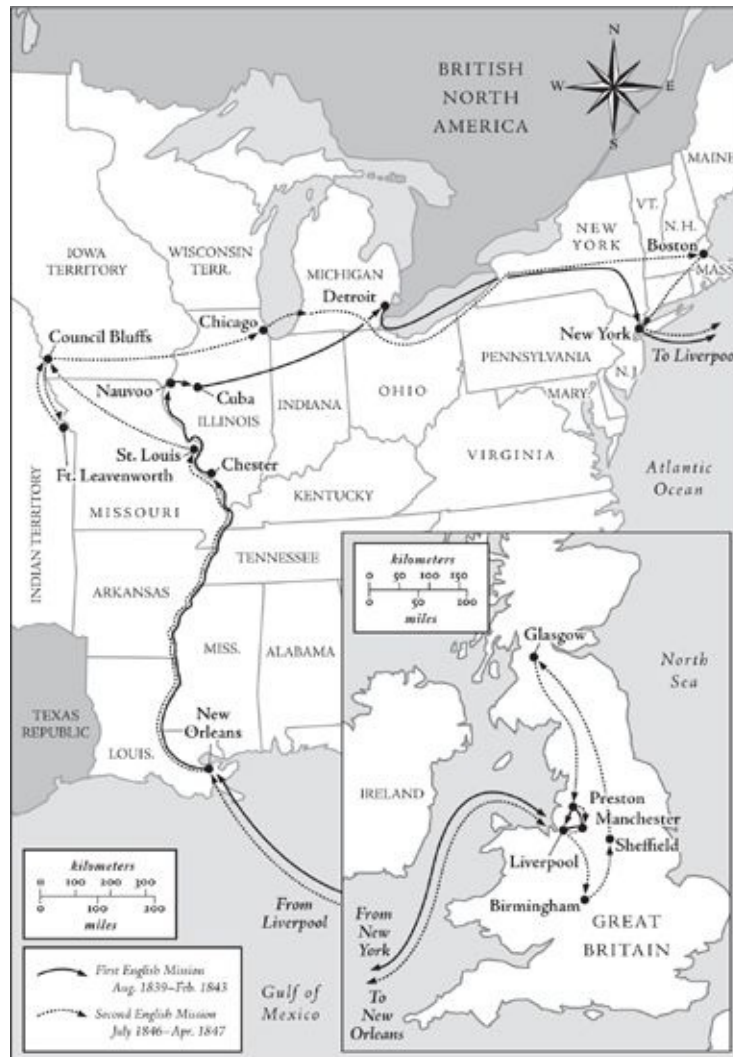 N
W
E
S
BRITISH
NORTH
AMERICA
MAINE
VT.
N.H.
NEW
YORK
Boston
MASS
IOWA
TERRITORY
WISCONSIN
TERR.
MICHIGAN
Detroit
Chicago
Council Bluffs
New York
To Liverpool
PENNSYLVANIA
N.J.
Nauvoo
Cuba
ILLINOIS
INDIANA
OHIO
MARY.
St. Louis
Chester
Ft. Leavenworth
VIRGINIA
Atlantic
Ocean
INDIAN TERRITORY
MISSOURI
KENTUCKY
TENNESSEE
ARKANSAS
MISS.
ALABAMA
TEXAS
REPUBLIC
LOUIS.
New
Orleans
From
Liverpool
Gulf of
Mexico
kilometers
0 100 200 300
0 100 200
miles
First English Mission
Aug. 1839–Feb. 1843
Second English Mission
July 1846–Apr. 1847
kilometers
0 50 100 150
0 50 100
miles
Glasgow
North
Sea
IRELAND
Preston
Manchester
Liverpool
Sheffield
Birmingham
GREAT
BRITAIN
From
New
York
To
New
Orleans